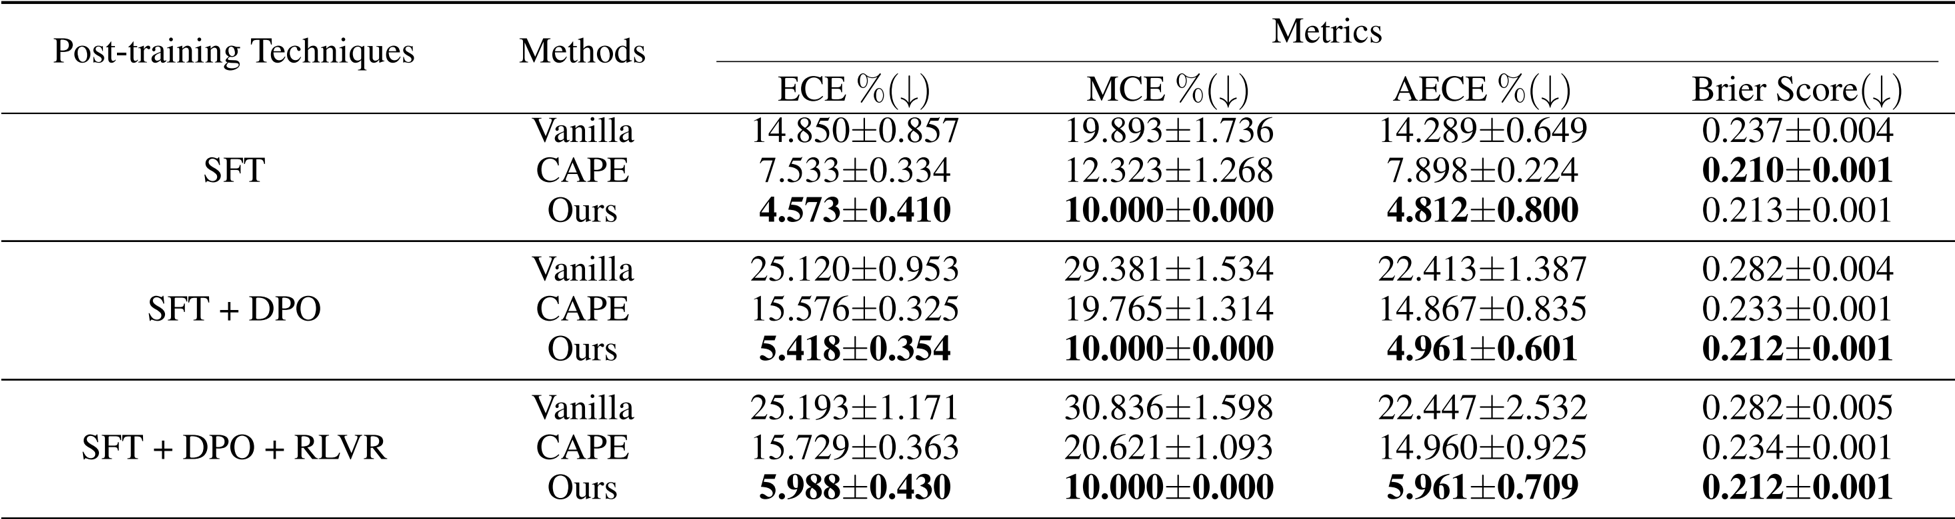 Post-training Techniques Methods Metrics
ECE %(↓) MCE %(↓) AECE %(↓) Brier Score(↓)
Vanilla 14.850±0.857 19.893±1.736 14.289±0.649 0.237±0.004
SFT CAPE 7.533±0.334 12.323±1.268 7.898±0.224 0.210±0.001
Ours 4.573±0.410 10.000±0.000 4.812±0.800 0.213±0.001
Vanilla 25.120±0.953 29.381±1.534 22.413±1.387 0.282±0.004
SFT + DPO CAPE 15.576±0.325 19.765±1.314 14.867±0.835 0.233±0.001
Ours 5.418±0.354 10.000±0.000 4.961±0.601 0.212±0.001
Vanilla 25.193±1.171 30.836±1.598 22.447±2.532 0.282±0.005
SFT + DPO + RLVR CAPE 15.729±0.363 20.621±1.093 14.960±0.925 0.234±0.001
Ours 5.988±0.430 10.000±0.000 5.961±0.709 0.212±0.001